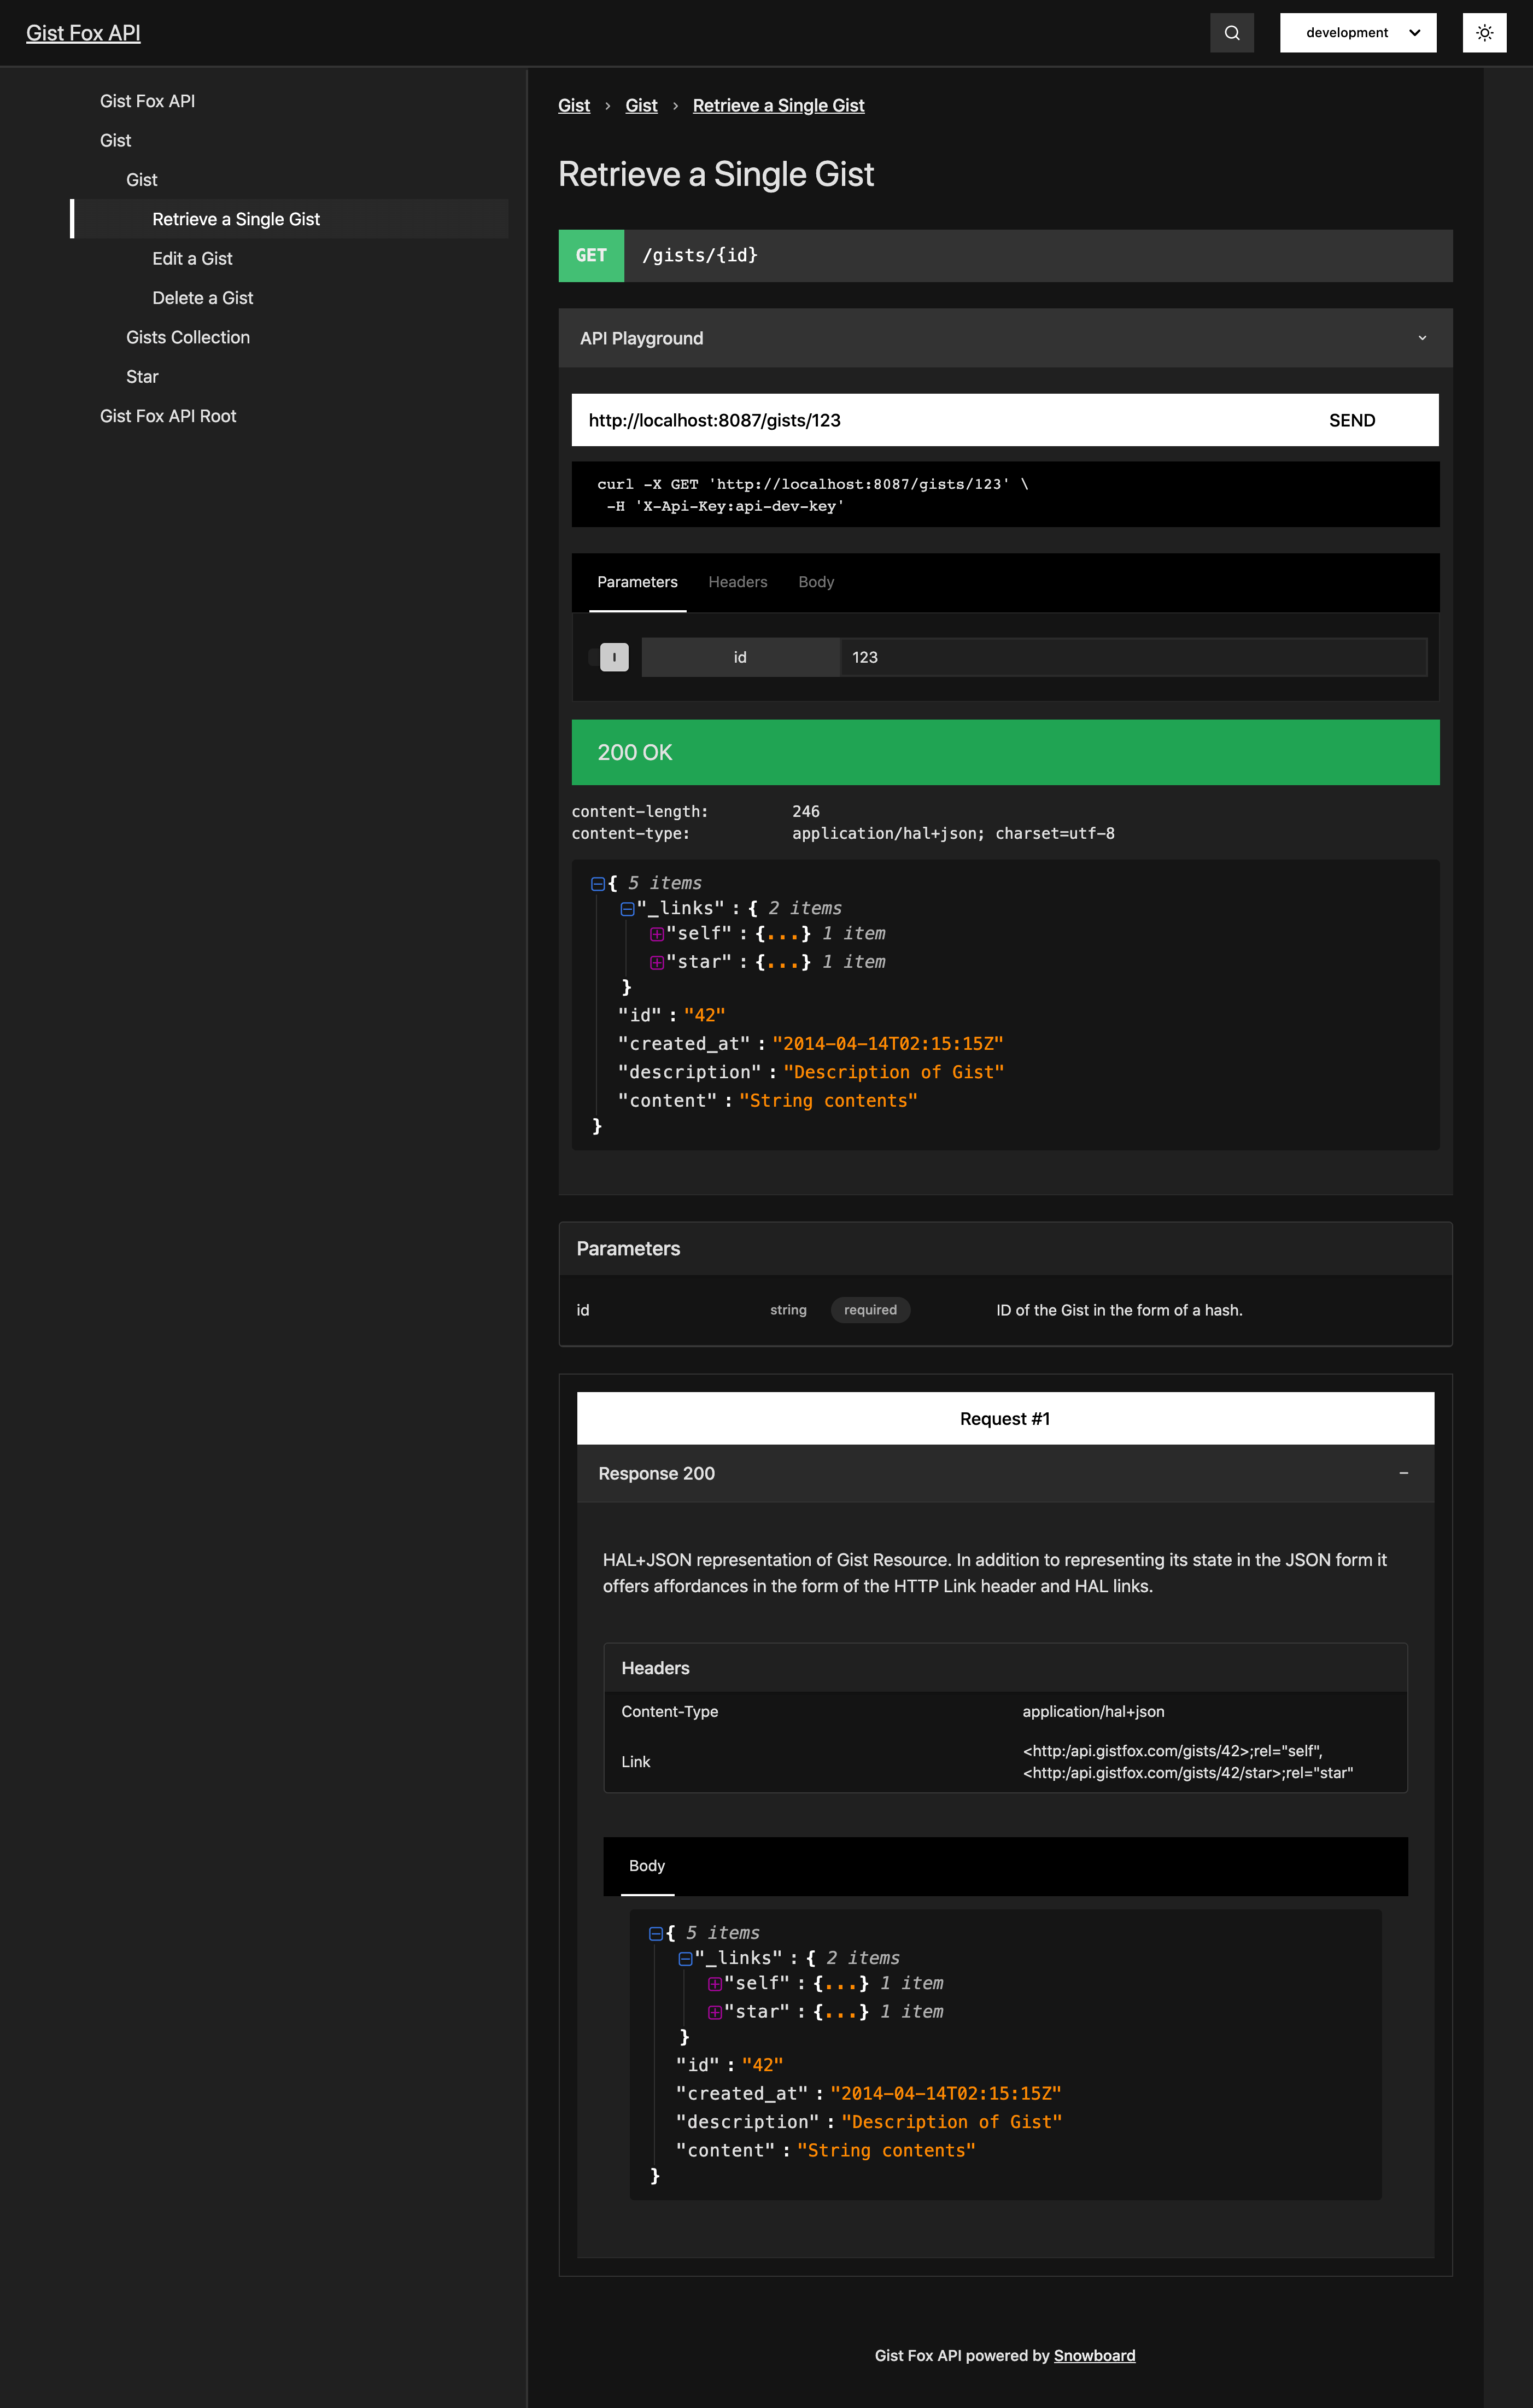 Gist Fox API
development
Gist Fox API
Gist
Gist
Retrieve a Single Gist
Edit a Gist
Delete a Gist
Gists Collection
Star
Gist Fox API Root
Gist › Gist › Retrieve a Single Gist
Retrieve a Single Gist
GET /gists/{id}
API Playground
http://localhost:8087/gists/123 SEND
curl -X GET 'http://localhost:8087/gists/123' \
-H 'X-Api-Key:api-dev-key'
Parameters Headers Body
id 123
200 OK
content-length: 246
content-type: application/hal+json; charset=utf-8
{ 5 items
"_links" : { 2 items
"self" : {...} 1 item
"star" : {...} 1 item
}
"id" : "42"
"created_at" : "2014-04-14T02:15:15Z"
"description" : "Description of Gist"
"content" : "String contents"
}
Parameters
id string required ID of the Gist in the form of a hash.
Request #1
Response 200
HAL+JSON representation of Gist Resource. In addition to representing its state in the JSON form it
offers affordances in the form of the HTTP Link header and HAL links.
Headers
Content-Type application/hal+json
Link <http:/api.gistfox.com/gists/42>;rel="self",
<http:/api.gistfox.com/gists/42/star>;rel="star"
Body
{ 5 items
"_links" : { 2 items
"self" : {...} 1 item
"star" : {...} 1 item
}
"id" : "42"
"created_at" : "2014-04-14T02:15:15Z"
"description" : "Description of Gist"
"content" : "String contents"
}
Gist Fox API powered by Snowboard